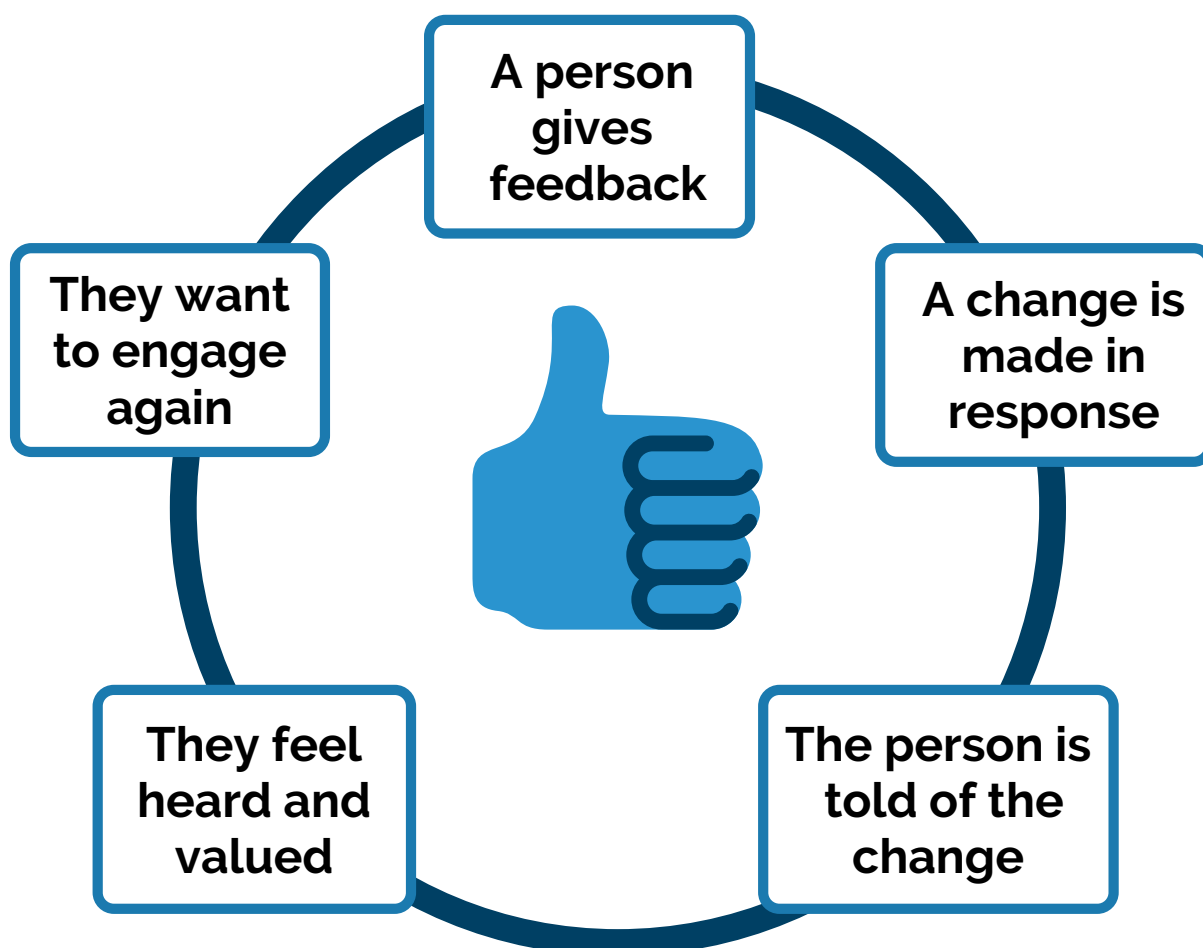 A person
gives
feedback
A change is
made in
response
The person is
told of the
change
They feel
heard and
valued
They want
to engage
again